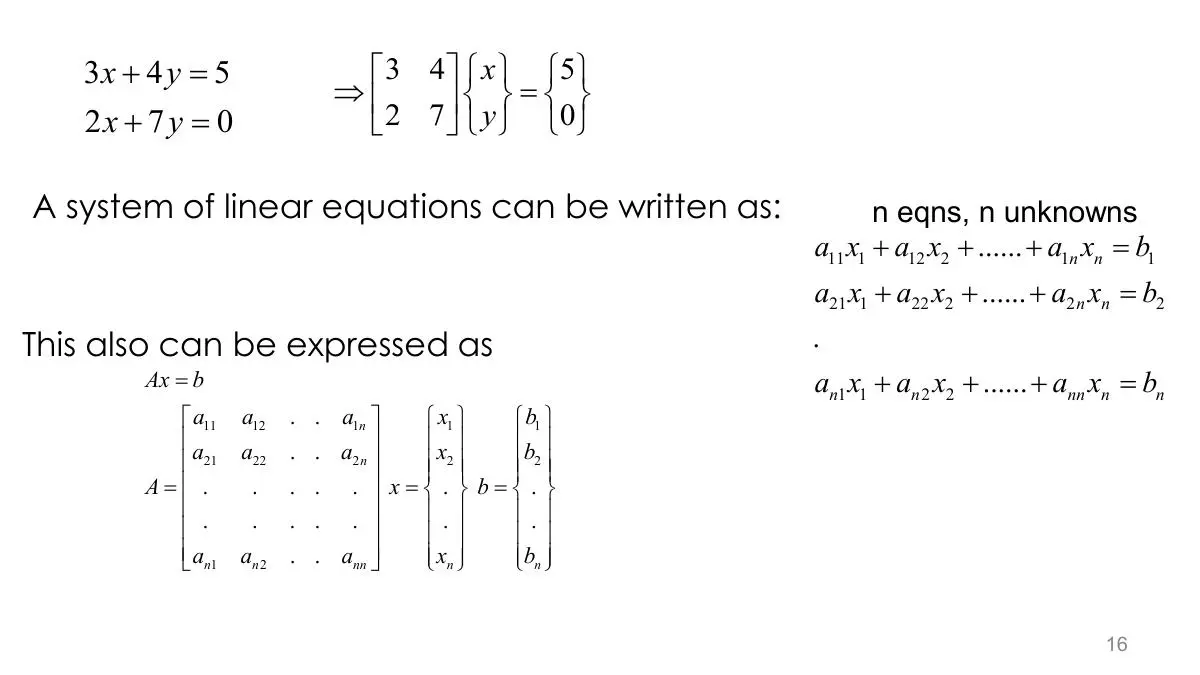 3x + 4y = 5
2x + 7y = 0
⇒ [3 4; 2 7] {x; y} = {5; 0}
A system of linear equations can be written as:
n eqns, n unknowns
a₁₁x₁ + a₁₂x₂ + ...... + a₁ₙxₙ = b₁
a₂₁x₁ + a₂₂x₂ + ...... + a₂ₙxₙ = b₂
.
aₙ₁x₁ + aₙ₂x₂ + ...... + aₙₙxₙ = bₙ
This also can be expressed as
Ax = b
a₁₁ a₁₂ . . a₁ₙ x₁ b₁
a₂₁ a₂₂ . . a₂ₙ x₂ b₂
A = . . . . . x = . b = .
. . . . . . .
aₙ₁ aₙ₂ . . aₙₙ xₙ bₙ
16